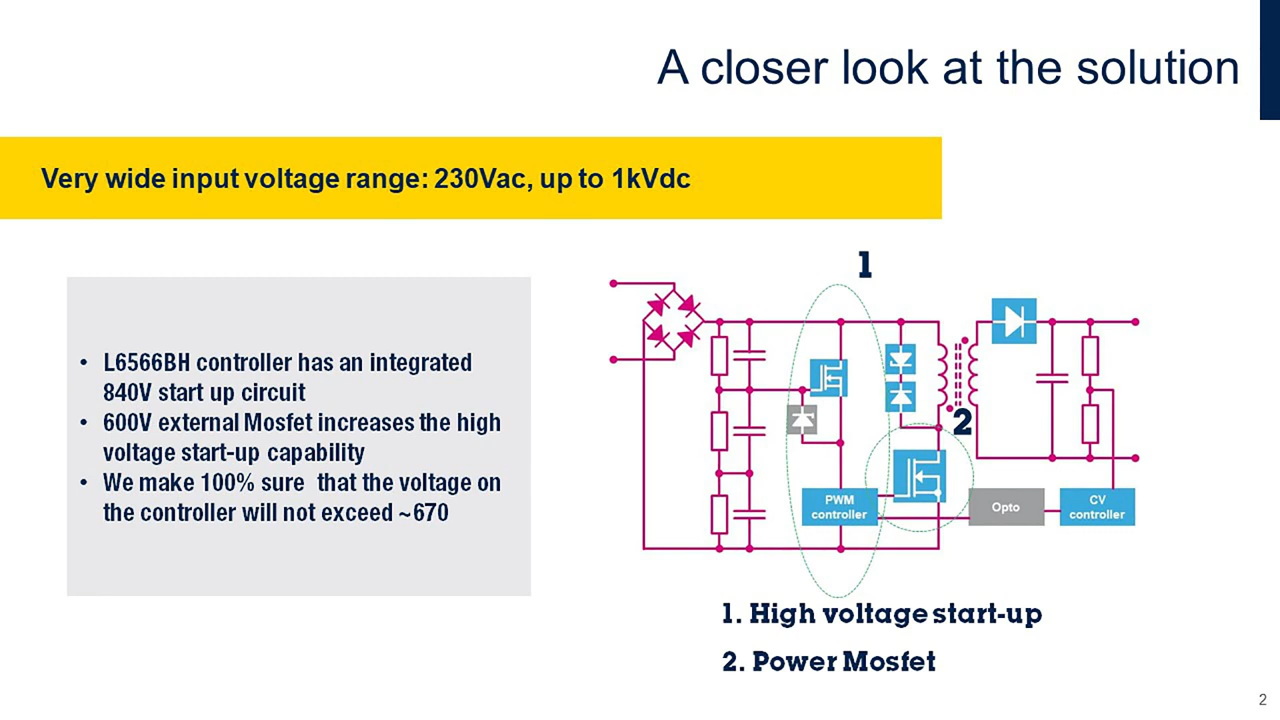 A closer look at the solution
Very wide input voltage range: 230Vac, up to 1kVdc
• L6566BH controller has an integrated
840V start up circuit
• 600V external Mosfet increases the high
voltage start-up capability
• We make 100% sure  that the voltage on
the controller will not exceed ~670
1
2
PWM
controller
Opto
CV
controller
1. High voltage start-up
2. Power Mosfet
2